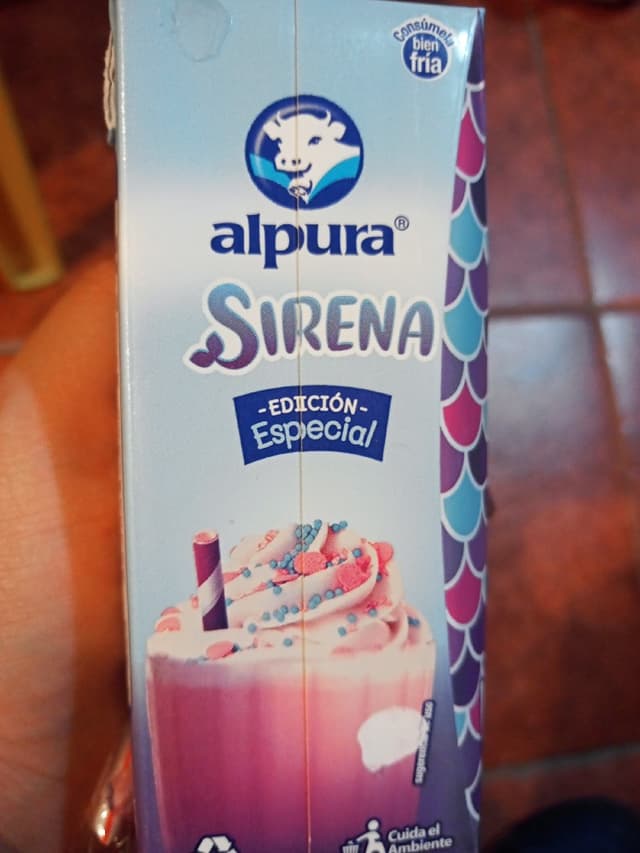 Consúmela
bien
fría
alpura®
SIRENA
-EDICIÓN-
Especial
Cuida el
Ambiente